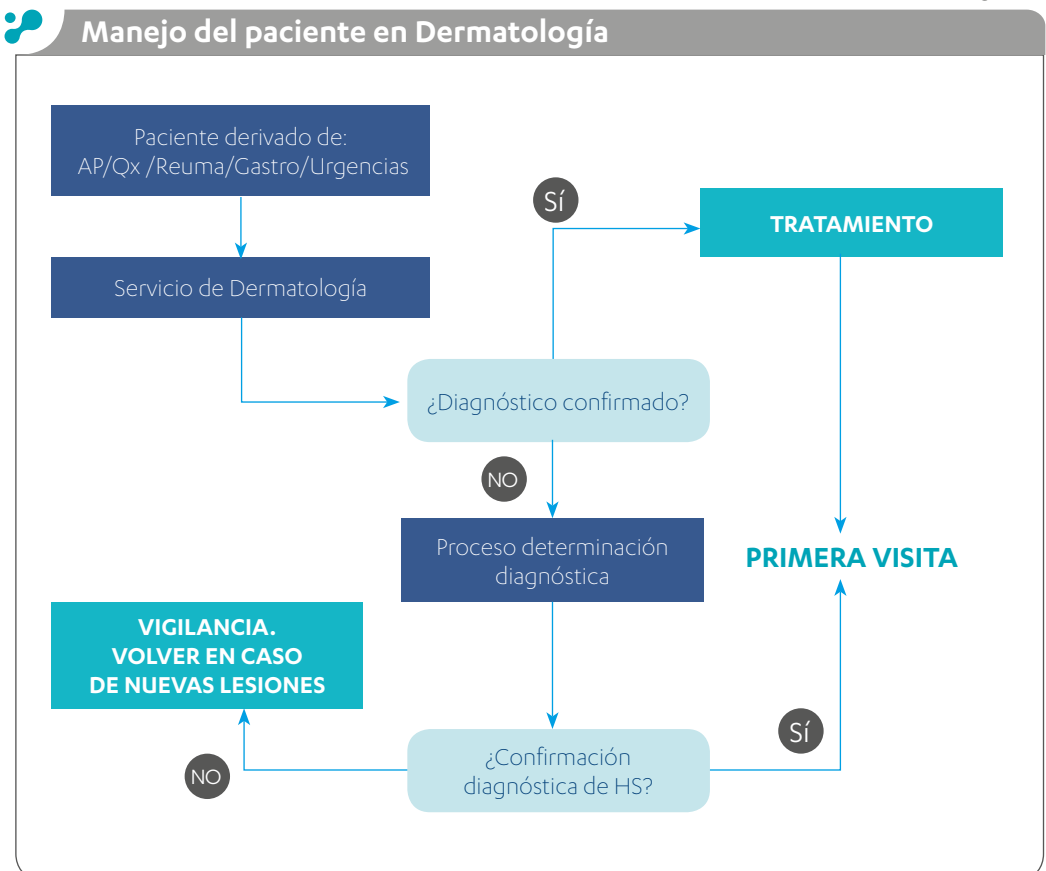 Manejo del paciente en Dermatología
Paciente derivado de:
AP/Qx /Reuma/Gastro/Urgencias
Servicio de Dermatología
¿Diagnóstico confirmado?
Sí
TRATAMIENTO
NO
Proceso determinación
diagnóstica
PRIMERA VISITA
VIGILANCIA.
VOLVER EN CASO
DE NUEVAS LESIONES
¿Confirmación
diagnóstica de HS?
NO
Sí